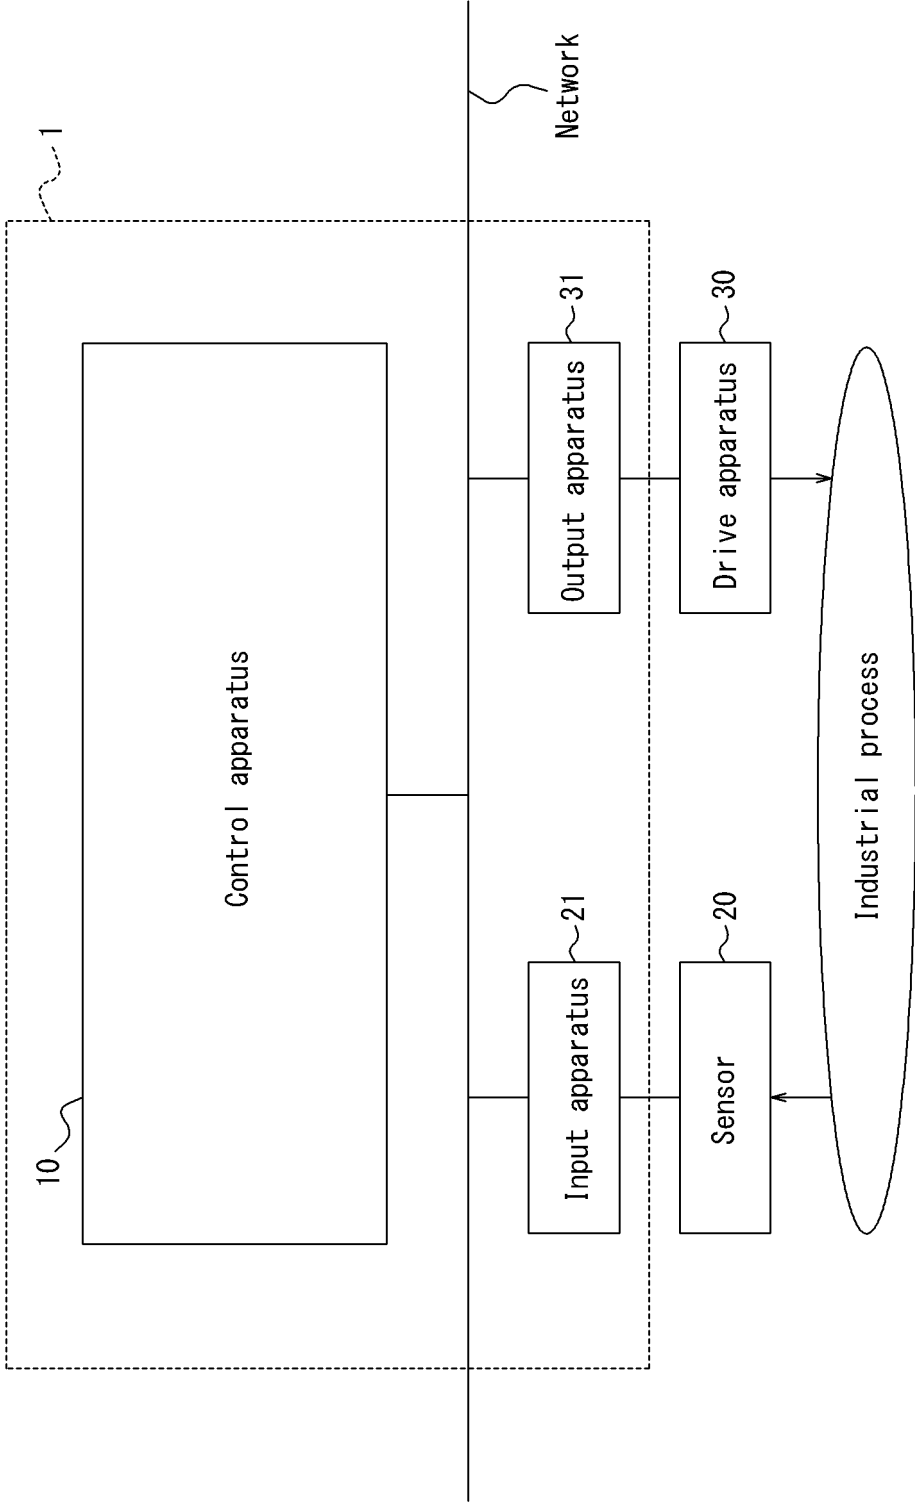 1
10
Control apparatus
Network
21
Input apparatus
31
Output apparatus
20
Sensor
30
Drive apparatus
Industrial process